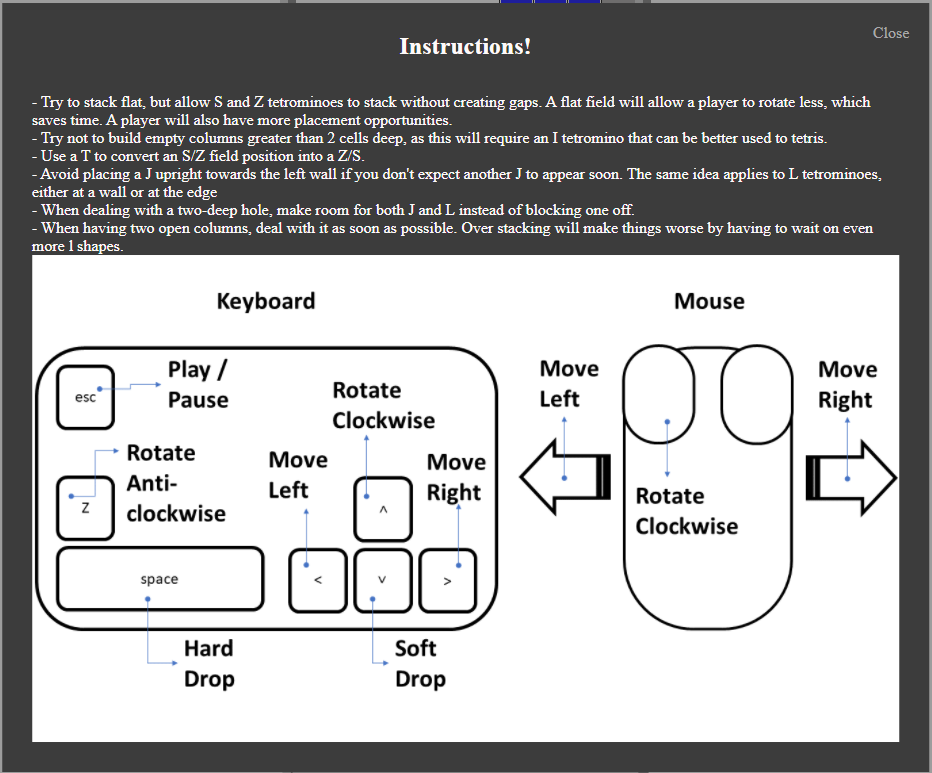 Close
Instructions!
- Try to stack flat, but allow S and Z tetrominoes to stack without creating gaps. A flat field will allow a player to rotate less, which
saves time. A player will also have more placement opportunities.
- Try not to build empty columns greater than 2 cells deep, as this will require an I tetromino that can be better used to tetris.
- Use a T to convert an S/Z field position into a Z/S.
- Avoid placing a J upright towards the left wall if you don't expect another J to appear soon. The same idea applies to L tetrominoes,
either at a wall or at the edge
- When dealing with a two-deep hole, make room for both J and L instead of blocking one off.
- When having two open columns, deal with it as soon as possible. Over stacking will make things worse by having to wait on even
more l shapes.
Keyboard
Mouse
esc
Play /
Pause
Rotate
Clockwise
Move
Left
Move
Right
Z
Rotate
Anti-
clockwise
Move
Left
Move
Right
^
Rotate
Clockwise
space
<
v
>
Hard
Drop
Soft
Drop